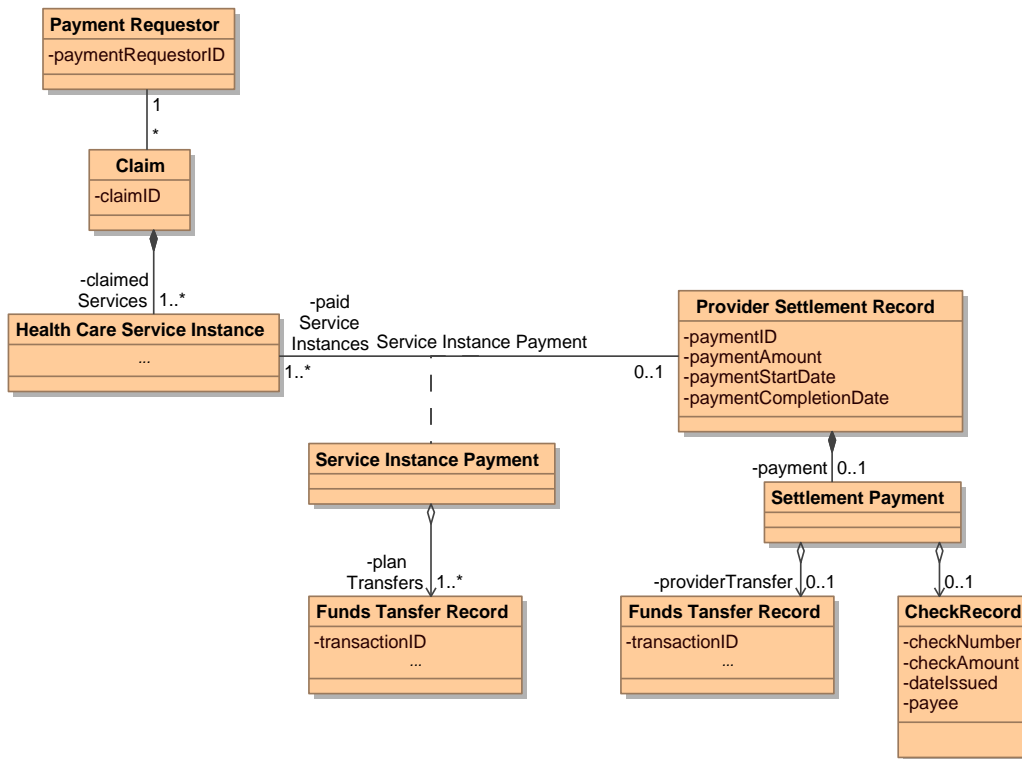 Payment Requestor
-paymentRequestorID
1
*
Claim
-claimID
-claimed
Services
1..*
Health Care Service Instance
...
-paid
Service
Instances
1..*
Service Instance Payment
0..1
Provider Settlement Record
-paymentID
-paymentAmount
-paymentStartDate
-paymentCompletionDate
Service Instance Payment
-payment
0..1
Settlement Payment
-plan
Transfers
1..*
-providerTransfer
0..1
0..1
Funds Tansfer Record
-transactionID
...
Funds Tansfer Record
-transactionID
...
CheckRecord
-checkNumber
-checkAmount
-dateIssued
-payee